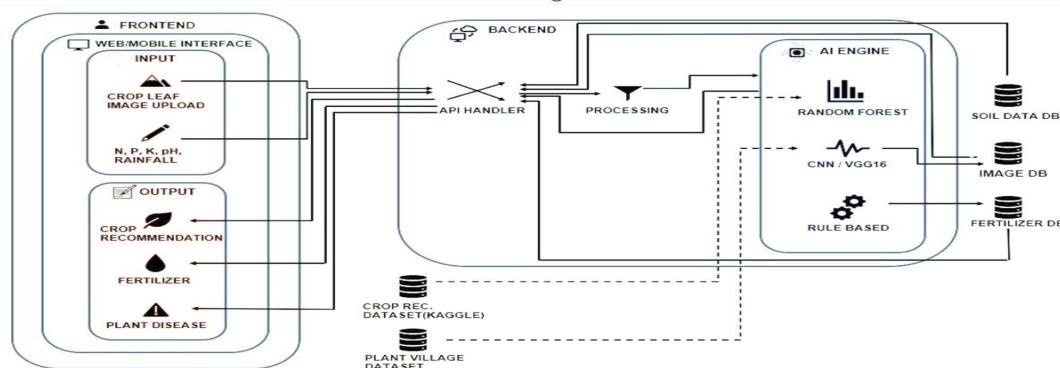 FRONTEND
WEB/MOBILE INTERFACE
INPUT
CROP LEAF
IMAGE UPLOAD
N, P, K, pH,
RAINFALL
OUTPUT
CROP
RECOMMENDATION
FERTILIZER
PLANT DISEASE
BACKEND
API HANDLER
PROCESSING
AI ENGINE
RANDOM FOREST
CNN / VGG16
RULE BASED
SOIL DATA DB
IMAGE DB
FERTILIZER DB
CROP REC.
DATASET(KAGGLE)
PLANT VILLAGE
DATASET